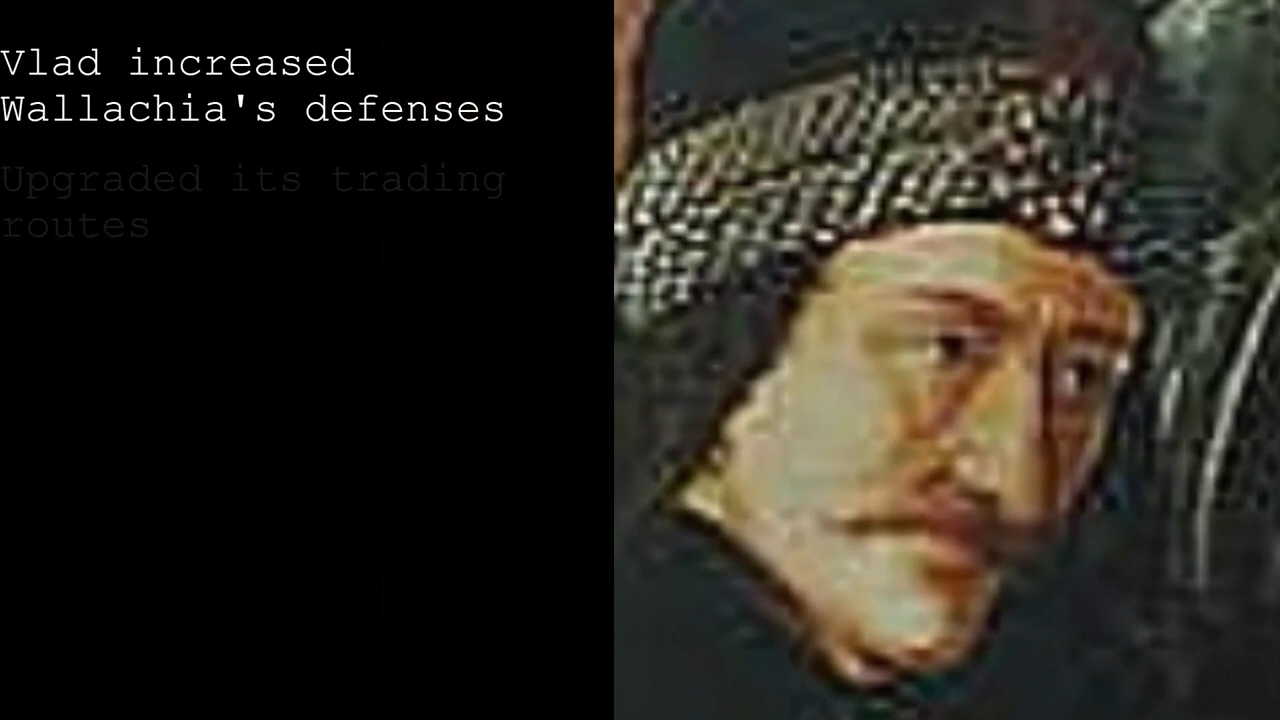 Vlad increased
Wallachia's defenses
Upgraded its trading
routes